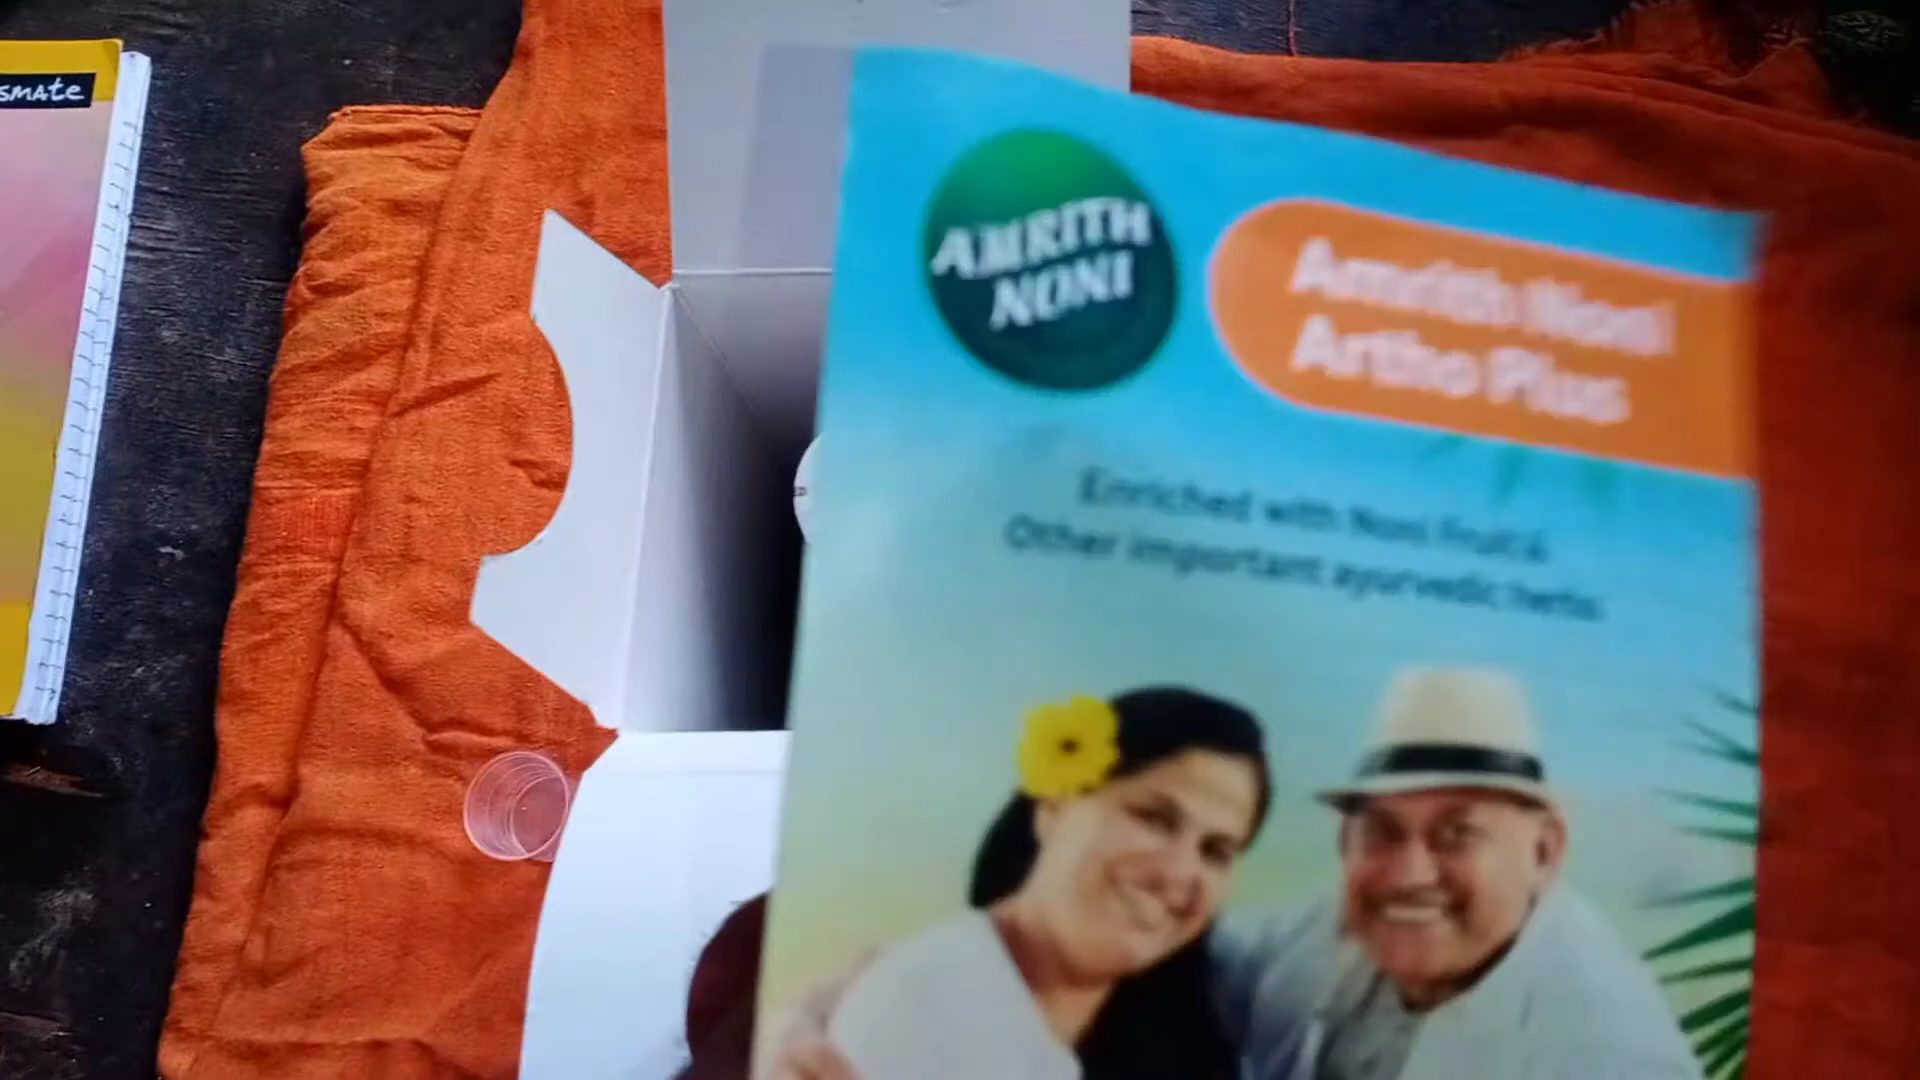 smate
AMRITH
NONI
Amrith Noni
Artho Plus
Enriched with Noni Fruit &
Other important ayurvedic herbs